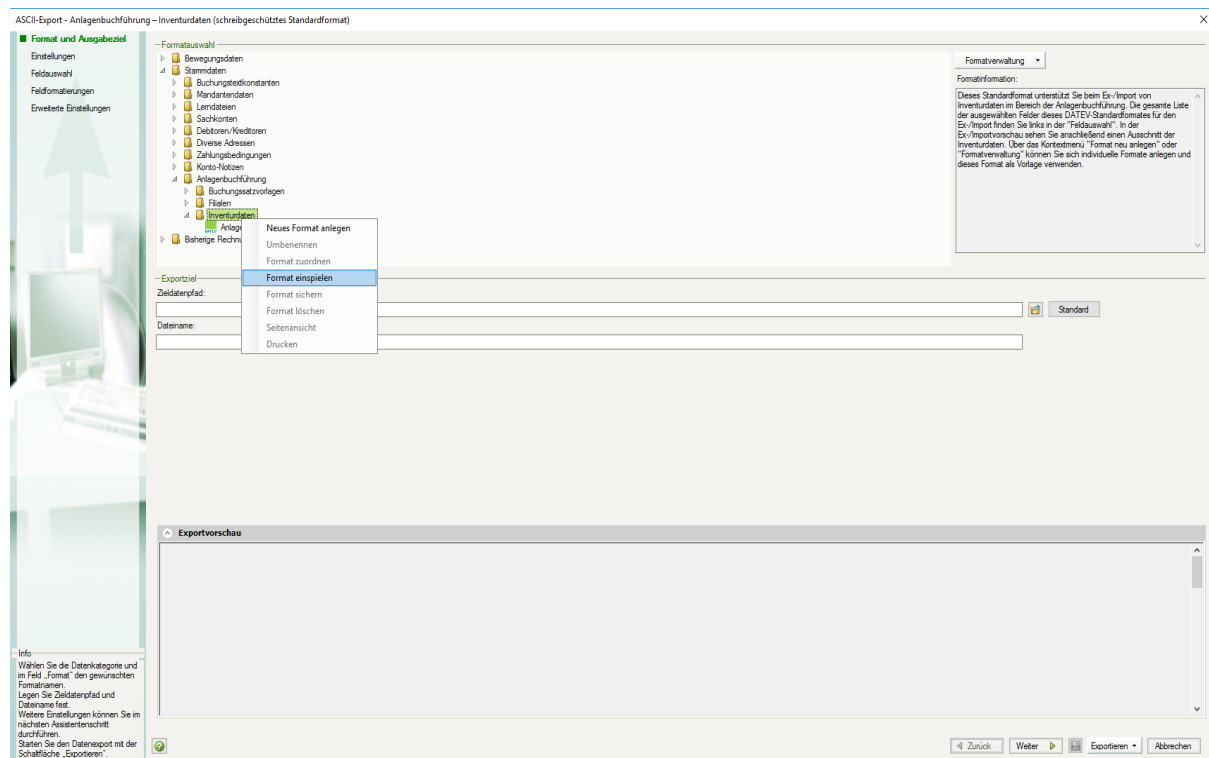 ASCII-Export - Anlagenbuchführung – Inventurdaten (schreibgeschütztes Standardformat)
Format und Ausgabeziel
Einstellungen
Feldauswahl
Feldformatierungen
Erweiterte Einstellungen
Formatauswahl
Bewegungsdaten
Stammdaten
Buchungstextkonstanten
Mandantendaten
Lerndateien
Sachkonten
Debitoren/Kreditoren
Diverse Adressen
Zahlungsbedingungen
Konto-Notizen
Anlagenbuchführung
Buchungssatzvorlagen
Filialen
Inventurdaten
Anlag
Bisherige Rechnu
Neues Format anlegen
Umbenennen
Format zuordnen
Format einspielen
Format sichern
Format löschen
Seitenansicht
Drucken
Formatverwaltung
Formatinformation:
Dieses Standardformat unterstützt Sie beim Ex-/Import von
Inventurdaten im Bereich der Anlagenbuchführung. Die gesamte Liste
der ausgewählten Felder dieses DATEV-Standardformates für den
Ex-/Import finden Sie links in der "Feldauswahl". In der
Ex-/Importvorschau sehen Sie anschließend einen Ausschnitt der
Inventurdaten. Über das Kontextmenü "Format neu anlegen" oder
"Formatverwaltung" können Sie sich individuelle Formate anlegen und
dieses Format als Vorlage verwenden.
Exportziel
Zieldatenpfad:
Standard
Dateiname:
Exportvorschau
Info
Wählen Sie die Datenkategorie und
im Feld „Format" den gewünschten
Formatnamen.
Legen Sie Zieldatenpfad und
Dateiname fest.
Weitere Einstellungen können Sie im
nächsten Assistentenschritt
durchführen.
Starten Sie den Datenexport mit der
Schaltfläche „Exportieren".
Zurück
Weiter
Exportieren
Abbrechen